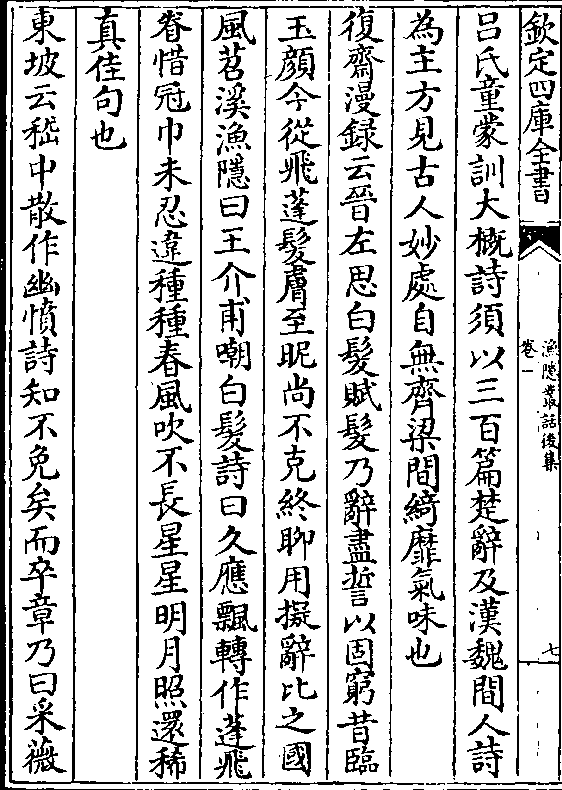 欽定四庫全書
漁隱叢話後集
卷一
七
吕氏童蒙訓大概詩須以三百篇楚辭及漢魏間人詩
為主方見古人妙處自無齊梁間綺靡氣味也
復齋漫録云晉左思白髮賦髮乃辭盡誓以固窮昔臨
玉顔今從飛蓬髮膚至昵尚不克終聊用擬辭比之國
風苕溪漁隱曰王介甫嘲白髮詩曰久應飄轉作蓬飛
眷惜冠巾未忍違種種春風吹不長星星明月照還稀
真佳句也
東坡云嵇中散作幽憤詩知不免矣而卒章乃曰采薇